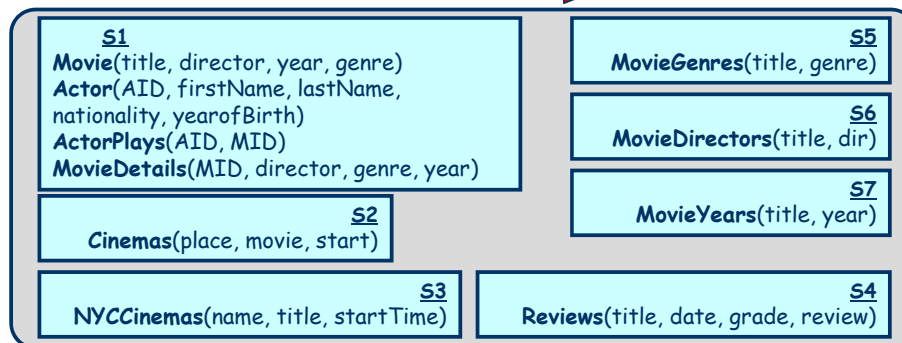 S1
Movie(title, director, year, genre)
Actor(AID, firstName, lastName,
nationality, yearofBirth)
ActorPlays(AID, MID)
MovieDetails(MID, director, genre, year)
S2
Cinemas(place, movie, start)
S3
NYCCinemas(name, title, startTime)
S5
MovieGenres(title, genre)
S6
MovieDirectors(title, dir)
S7
MovieYears(title, year)
S4
Reviews(title, date, grade, review)